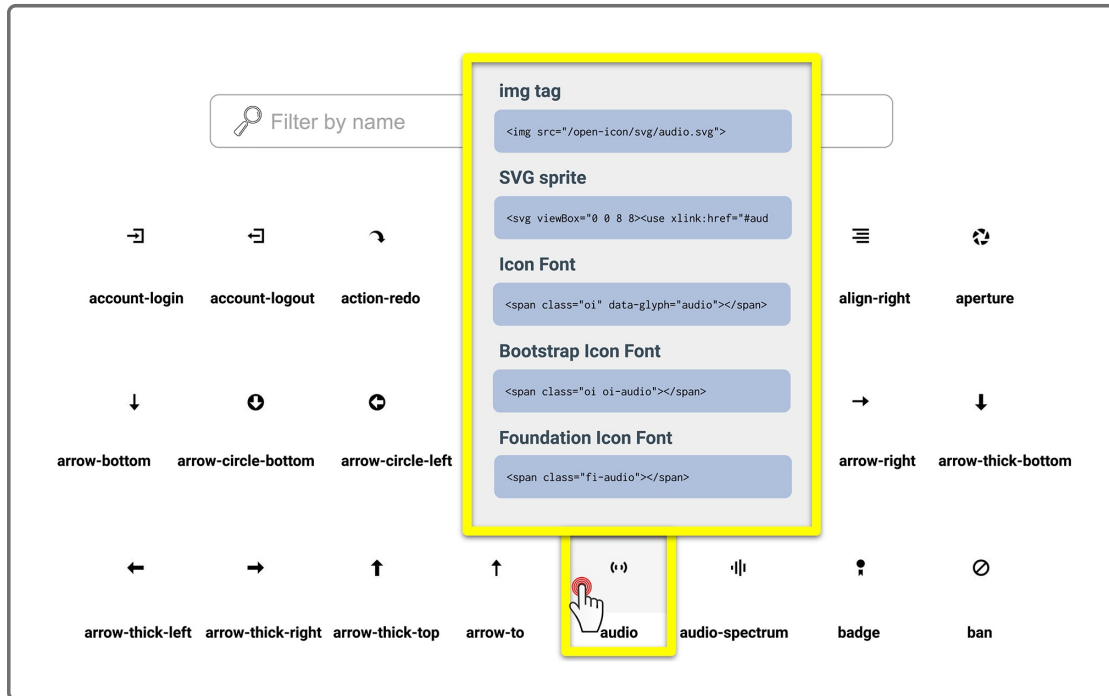 Filter by name
img tag
<img src="/open-icon/svg/audio.svg">
SVG sprite
<svg viewBox="0 0 8 8><use xlink:href="#aud
Icon Font
<span class="oi" data-glyph="audio"></span>
Bootstrap Icon Font
<span class="oi oi-audio"></span>
Foundation Icon Font
<span class="fi-audio"></span>
account-login account-logout action-redo align-right aperture
arrow-bottom arrow-circle-bottom arrow-circle-left arrow-right arrow-thick-bottom
arrow-thick-left arrow-thick-right arrow-thick-top arrow-to audio audio-spectrum badge ban